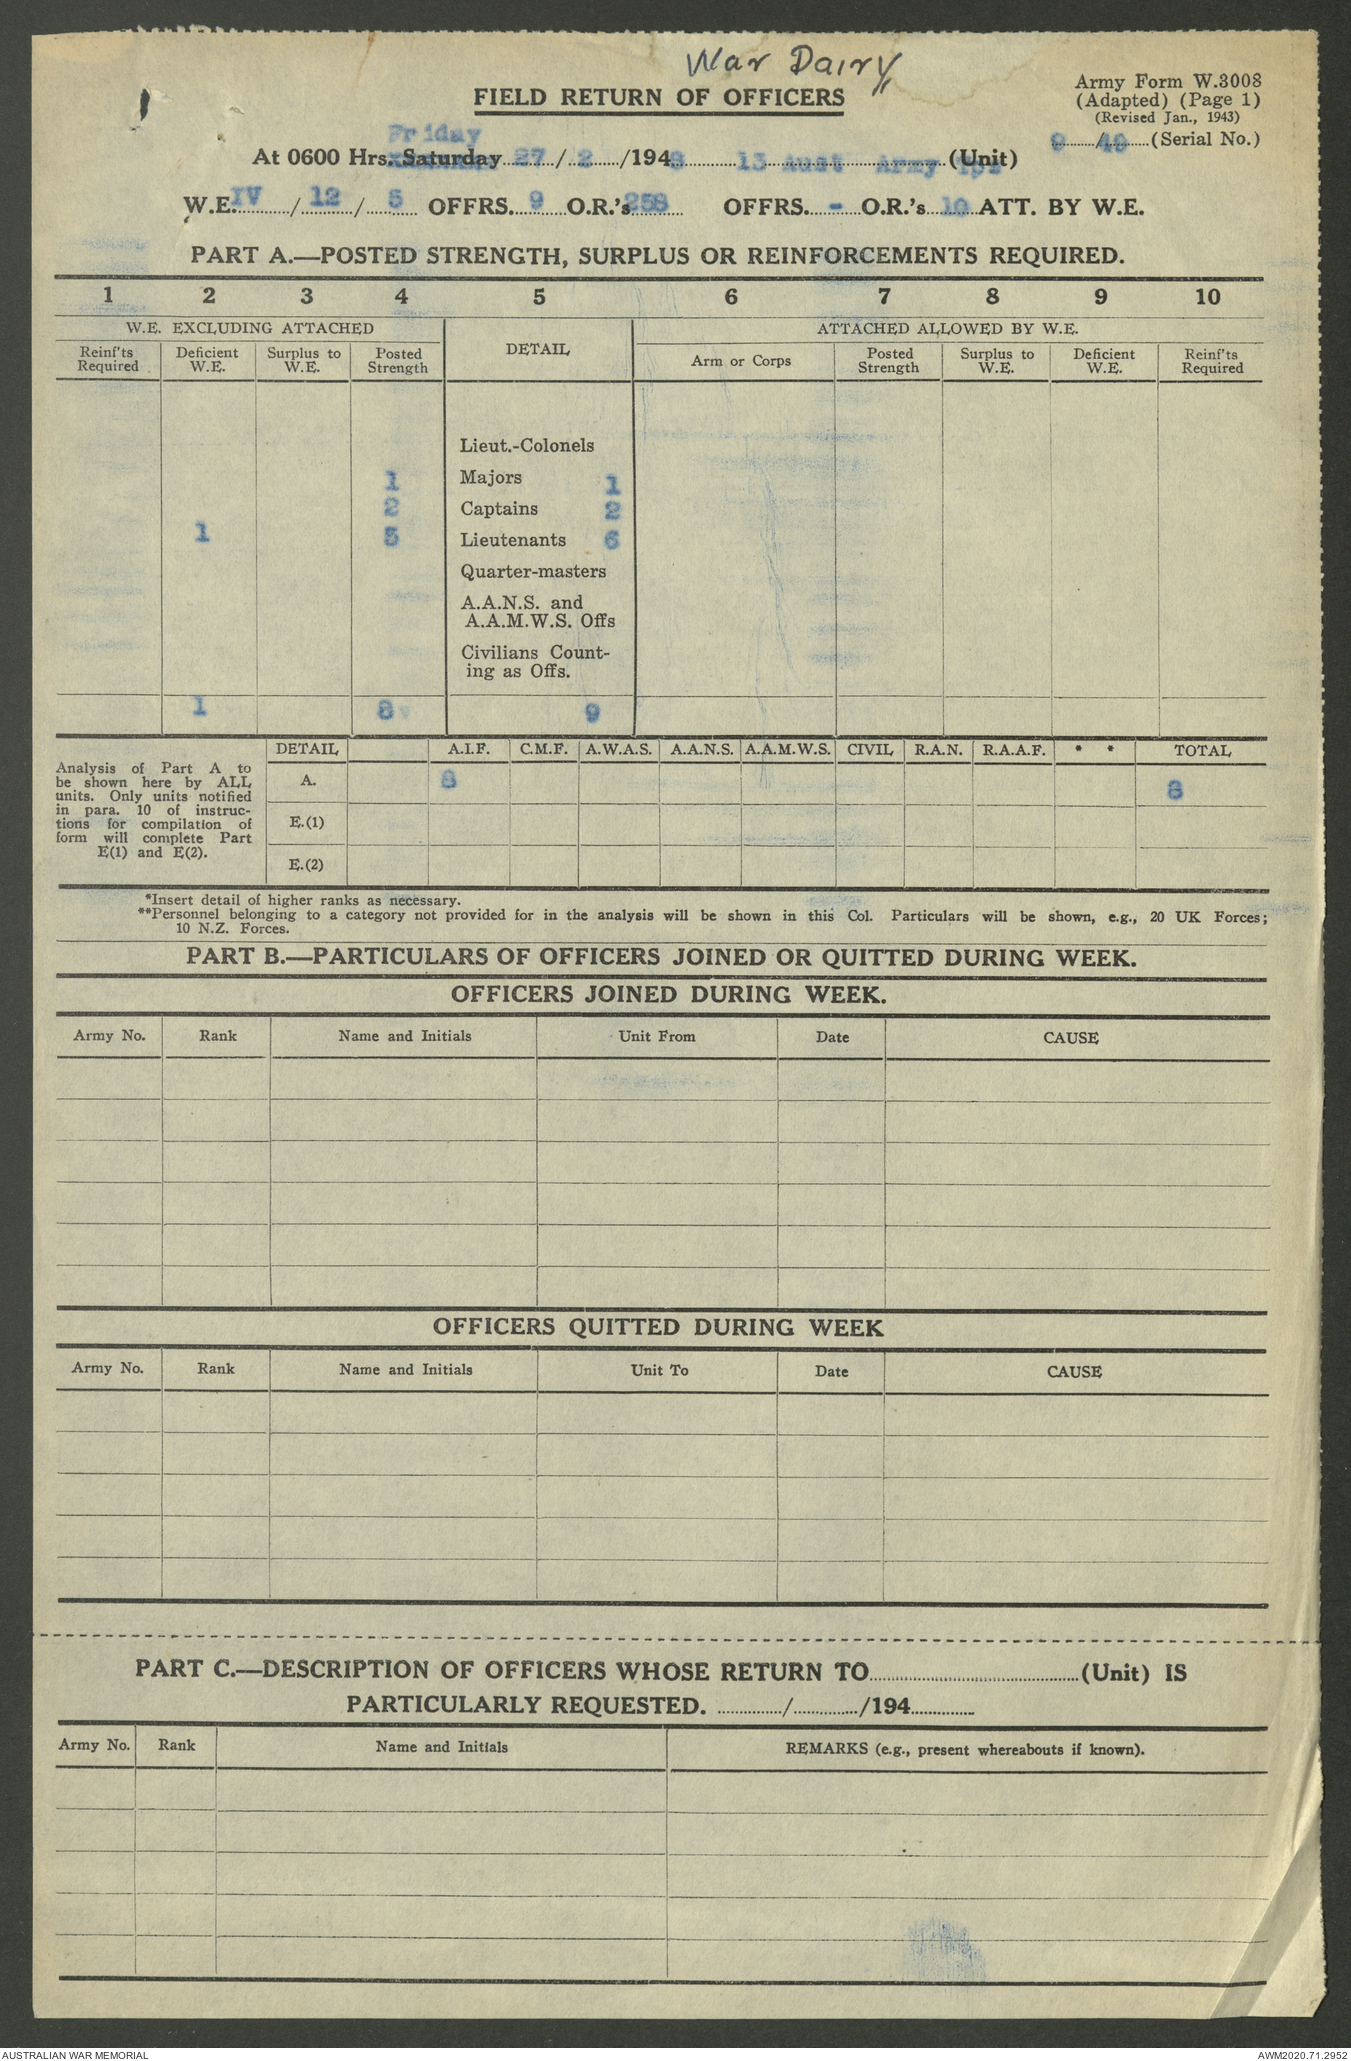 War Dairy
FIELD RETURN OF OFFICERS
Army Form W.3008
(Adapted) (Page 1)
(Revised Jan., 1943)
9/48 (Serial No.)
Friday
At 0600 Hrs. Saturday 27/2/1948 13 Aust Army Tpt (Unit)
W.E. IV/12/5 OFFRS. 9 O.R.'s 258 OFFRS. - O.R.'s 10 ATT. BY W.E.
PART A.—POSTED STRENGTH, SURPLUS OR REINFORCEMENTS REQUIRED.
1 2 3 4 5 6 7 8 9 10
W.E. EXCLUDING ATTACHED DETAIL ATTACHED ALLOWED BY W.E.
Reinf'ts Required Deficient W.E. Surplus to W.E. Posted Strength Arm or Corps Posted Strength Surplus to W.E. Deficient W.E. Reinf'ts Required
Lieut.-Colonels
1 Majors 1
2 Captains 2
1 5 Lieutenants 6
Quarter-masters
A.A.N.S. and
A.A.M.W.S. Offs
Civilians Count-
ing as Offs.
1 8 9
DETAIL A.I.F. C.M.F. A.W.A.S. A.A.N.S. A.A.M.W.S. CIVIL R.A.N. R.A.A.F. * * TOTAL
Analysis of Part A to
be shown here by ALL
units. Only units notified
in para. 10 of instruc-
tions for compilation of
form will complete Part
E(1) and E(2).
A. 8 8
E.(1)
E.(2)
*Insert detail of higher ranks as necessary.
**Personnel belonging to a category not provided for in the analysis will be shown in this Col. Particulars will be shown, e.g., 20 UK Forces;
10 N.Z. Forces.
PART B.—PARTICULARS OF OFFICERS JOINED OR QUITTED DURING WEEK.
OFFICERS JOINED DURING WEEK.
Army No. Rank Name and Initials Unit From Date CAUSE
OFFICERS QUITTED DURING WEEK
Army No. Rank Name and Initials Unit To Date CAUSE
PART C.—DESCRIPTION OF OFFICERS WHOSE RETURN TO (Unit) IS
PARTICULARLY REQUESTED. / /194
Army No. Rank Name and Initials REMARKS (e.g., present whereabouts if known).
AUSTRALIAN WAR MEMORIAL AWM2020.71.2952